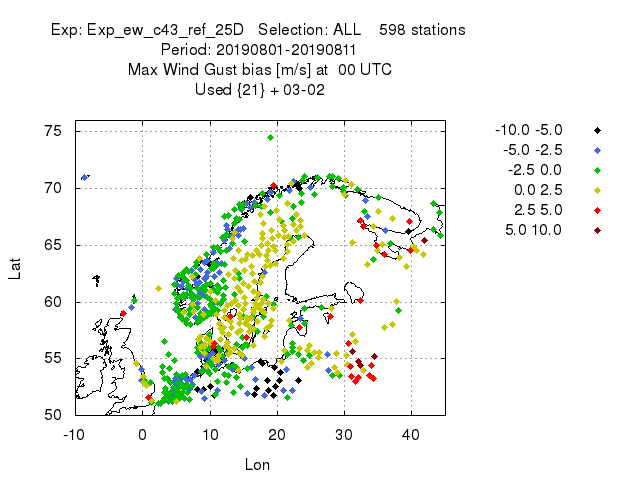 Exp: Exp_ew_c43_ref_25D Selection: ALL 598 stations
Period: 20190801-20190811
Max Wind Gust bias [m/s] at 00 UTC
Used {21} + 03-02
75
70
65
60
55
50
-10 0 10 20 30 40
Lat
Lon
-10.0 -5.0
-5.0 -2.5
-2.5 0.0
0.0 2.5
2.5 5.0
5.0 10.0